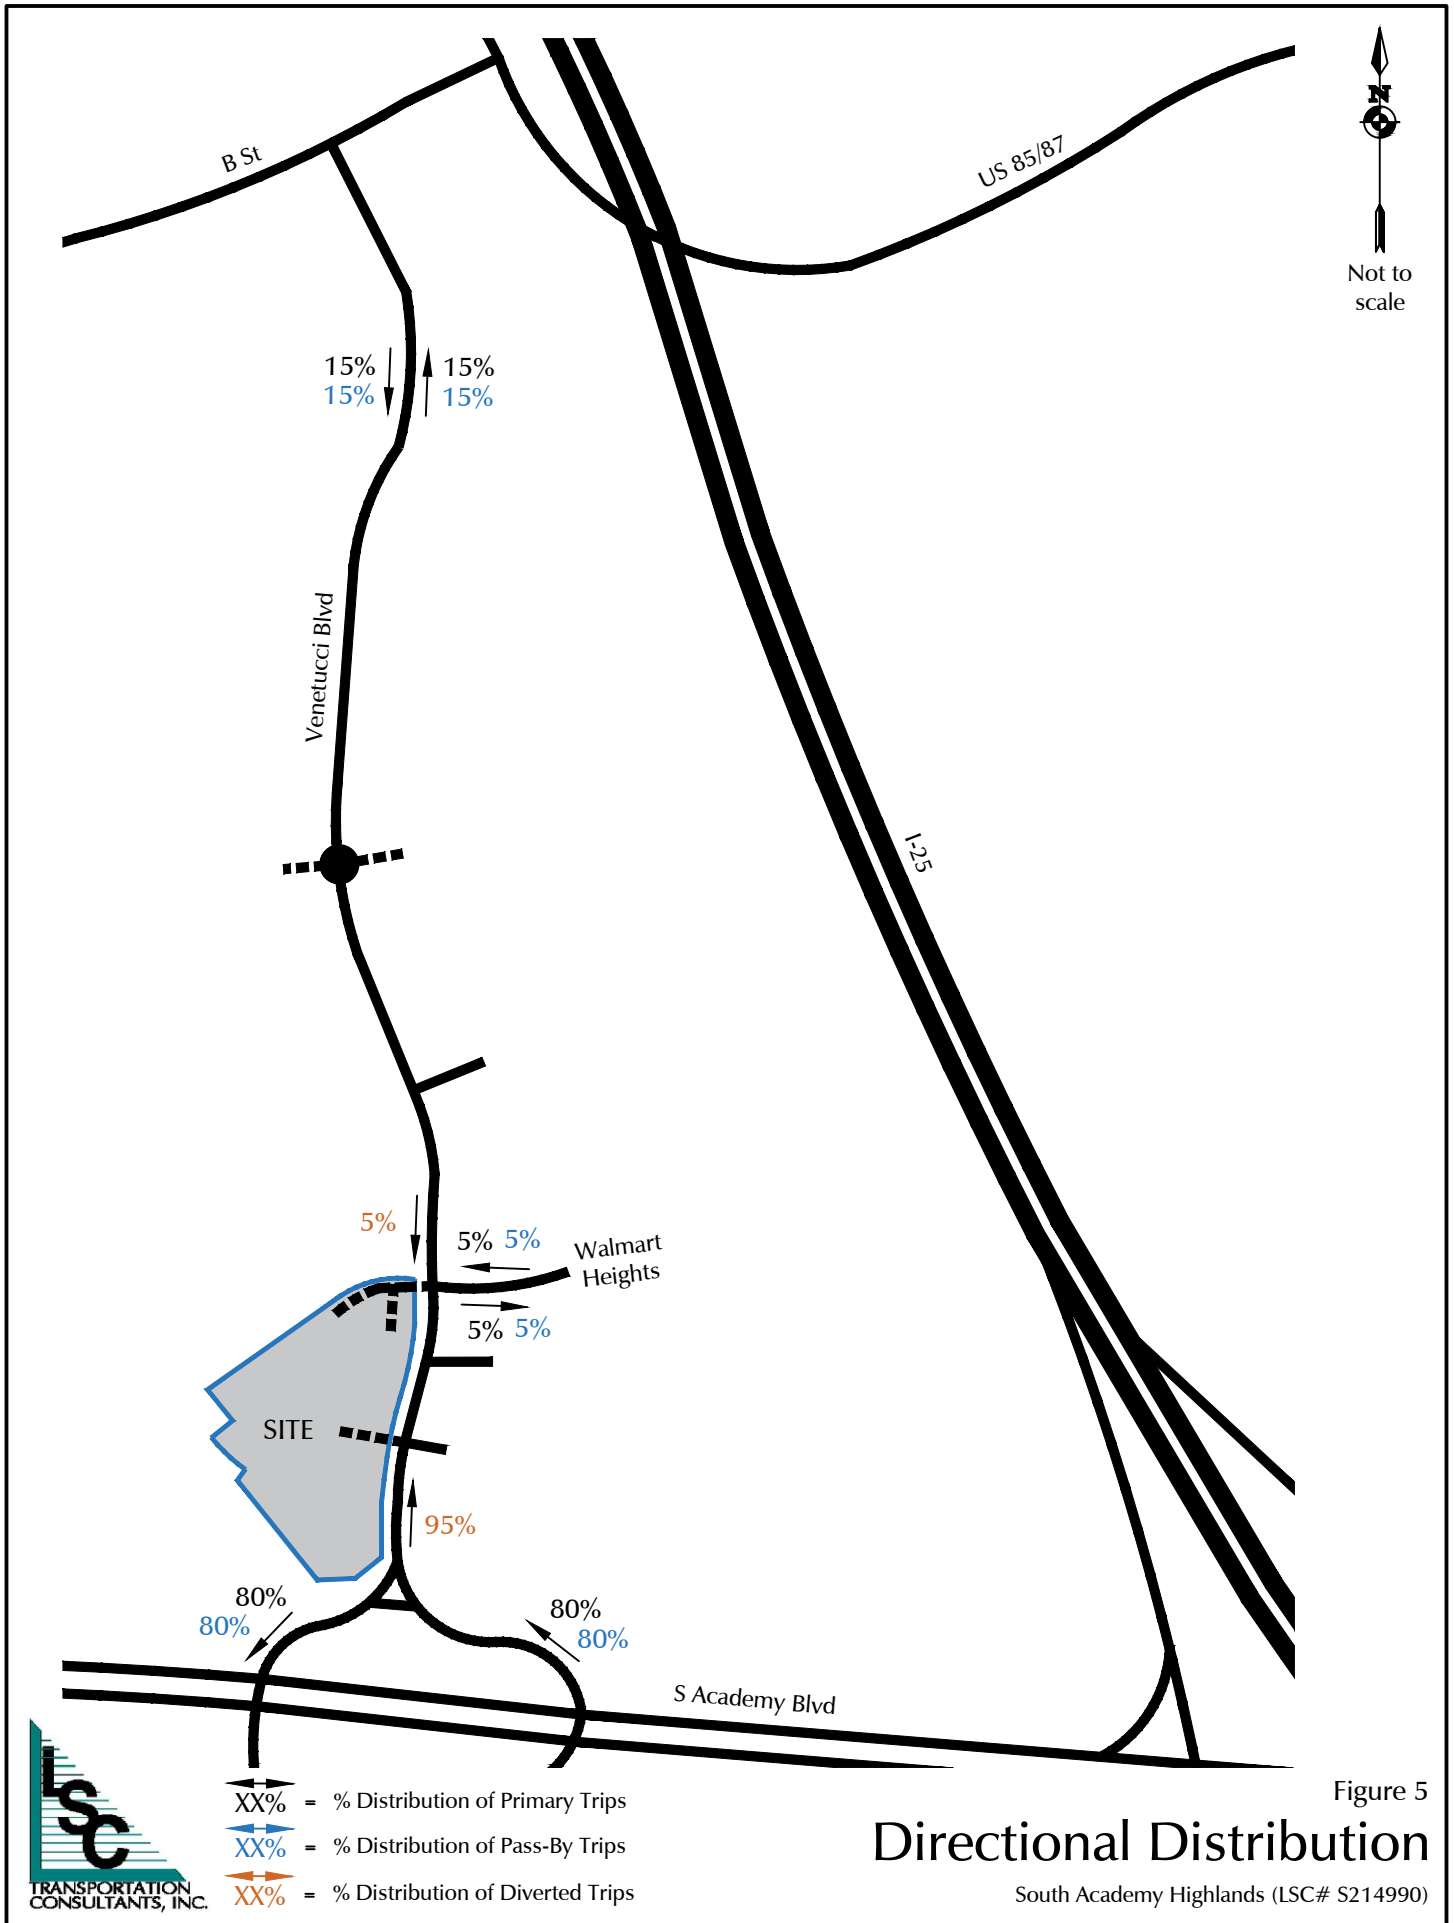 B St
US 85/87
N
Not to
scale
15%
15%
15%
15%
Venetucci Blvd
I-25
5%
5% 5%
Walmart
Heights
5% 5%
SITE
95%
80%
80%
80%
80%
S Academy Blvd
LSC
TRANSPORTATION
CONSULTANTS, INC.
XX% = % Distribution of Primary Trips
XX% = % Distribution of Pass-By Trips
XX% = % Distribution of Diverted Trips
Figure 5
Directional Distribution
South Academy Highlands (LSC# S214990)